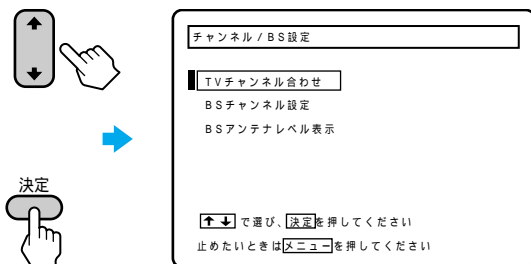 決定
チャンネル/BS設定
TVチャンネル合わせ
BSチャンネル設定
BSアンテナレベル表示
↑↓で選び、決定を押してください
止めたいときはメニューを押してください